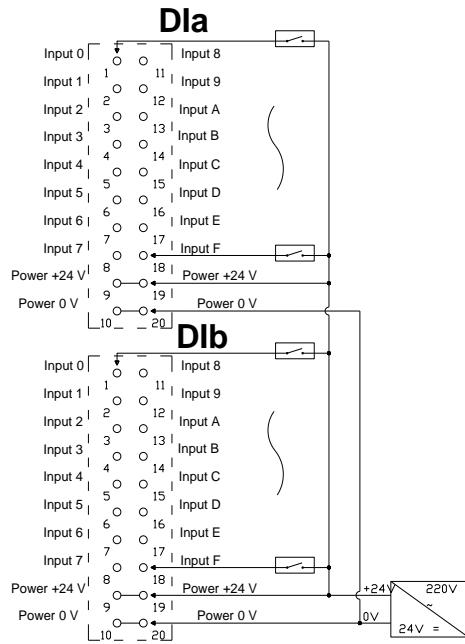 DIa
Input 0 Input 8
1 11
Input 1 Input 9
2 12
Input 2 Input A
3 13
Input 3 Input B
4 14
Input 4 Input C
5 15
Input 5 Input D
6 16
Input 6 Input E
7 17
Input 7 Input F
8 18
Power +24 V Power +24 V
9 19
Power 0 V Power 0 V
10 20
DIb
Input 0 Input 8
1 11
Input 1 Input 9
2 12
Input 2 Input A
3 13
Input 3 Input B
4 14
Input 4 Input C
5 15
Input 5 Input D
6 16
Input 6 Input E
7 17
Input 7 Input F
8 18
Power +24 V Power +24 V +24V 220V
9 19 ~
Power 0 V Power 0 V 0V
10 20 24V =